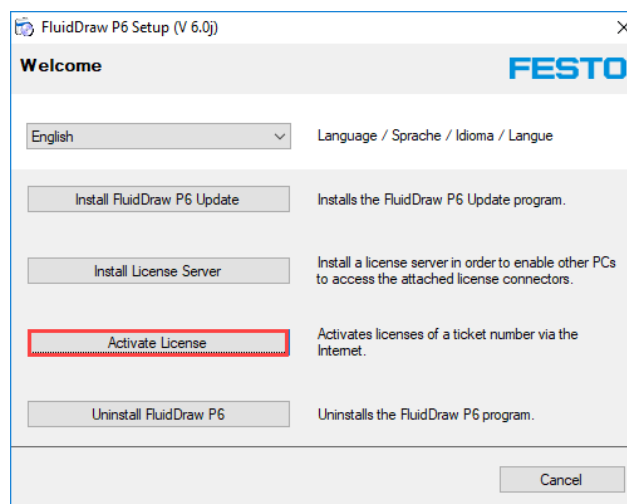 FluidDraw P6 Setup (V 6.0j)
Welcome
FESTO
English
Language / Sprache / Idioma / Langue
Install FluidDraw P6 Update
Installs the FluidDraw P6 Update program.
Install License Server
Install a license server in order to enable other PCs
to access the attached license connectors.
Activate License
Activates licenses of a ticket number via the
Internet.
Uninstall FluidDraw P6
Uninstalls the FluidDraw P6 program.
Cancel